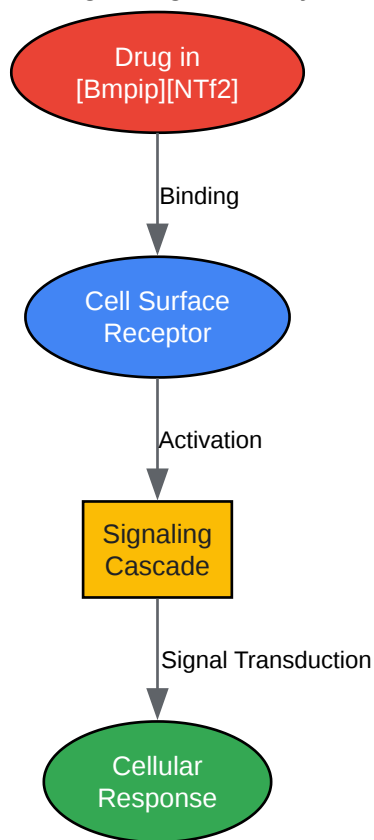 Drug in
[Bmpip][NTf2]
Binding
Cell Surface
Receptor
Activation
Signaling
Cascade
Signal Transduction
Cellular
Response